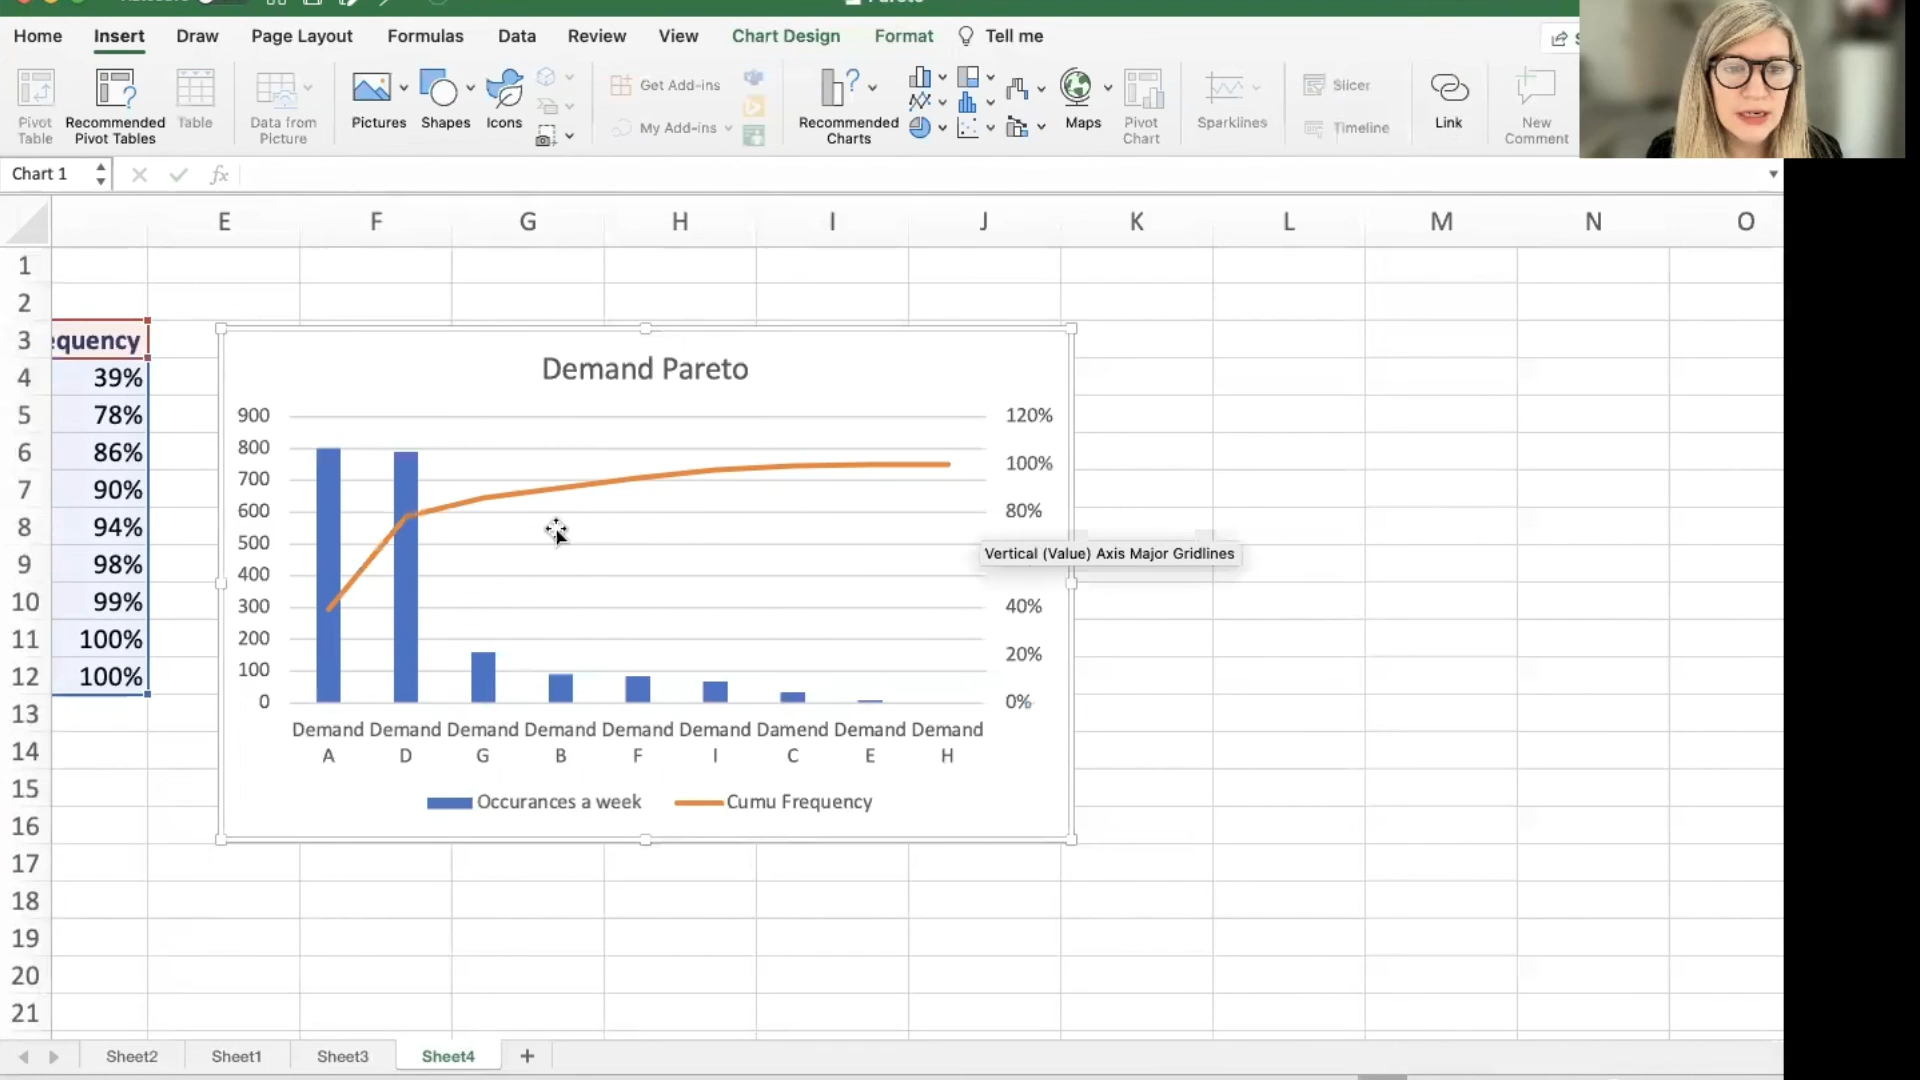 Home Insert Draw Page Layout Formulas Data Review View Chart Design Format Tell me
Pivot Table
Recommended Pivot Tables
Table
Data from Picture
Pictures
Shapes
Icons
Get Add-ins
My Add-ins
Recommended Charts
Maps
Pivot Chart
Sparklines
Slicer
Timeline
Link
New Comment
Chart 1 fx
E F G H I J K L M N O
1
2
3 equency
4 39%
5 78%
6 86%
7 90%
8 94%
9 98%
10 99%
11 100%
12 100%
13
14
15
16
17
18
19
20
21
Demand Pareto
900 120%
800
700 100%
600 80%
500
Vertical (Value) Axis Major Gridlines
400
300 40%
200 20%
100
0 0%
Demand Demand Demand Demand Demand Demand Damend Demand Demand
A D G B F I C E H
Occurances a week Cumu Frequency
Sheet2 Sheet1 Sheet3 Sheet4 +